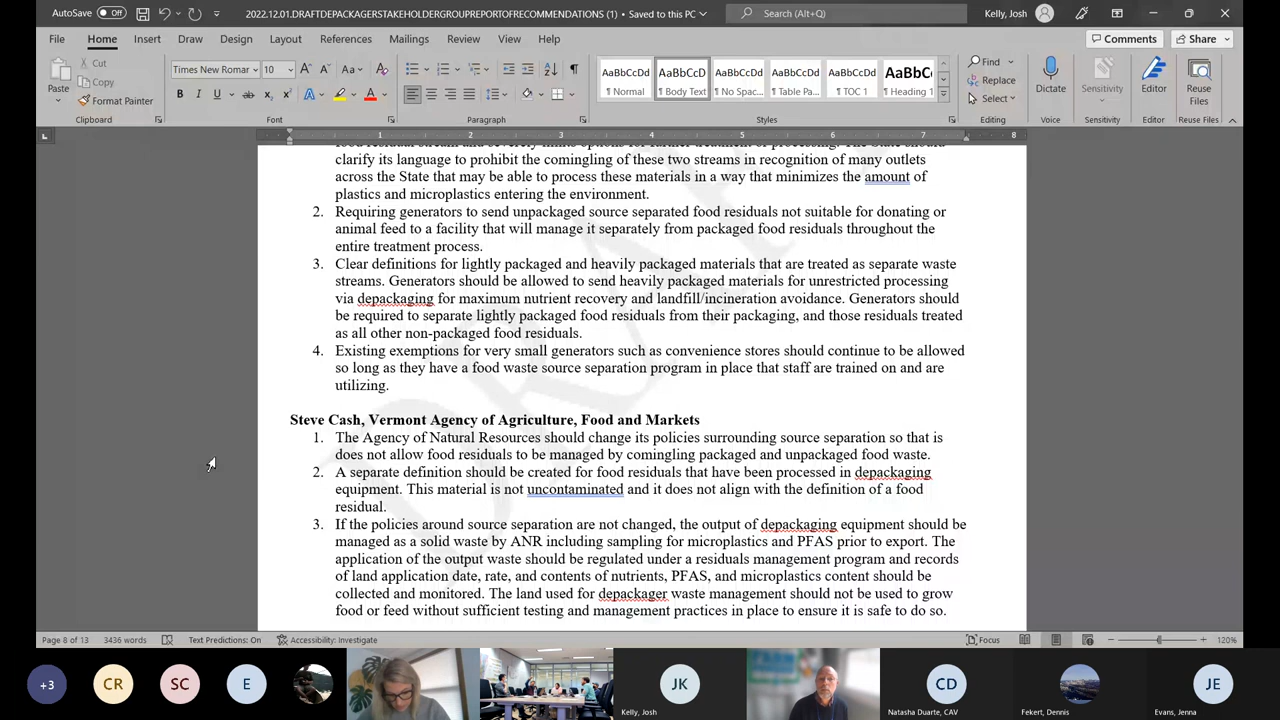 AutoSave Off 2022.12.01.DRAFTDEPACKAGERSTAKEHOLDERGROUPREPORTOFRECOMMENDATIONS (1) • Saved to this PC Search (Alt+Q) Kelly, Josh
File Home Insert Draw Design Layout References Mailings Review View Help Comments Share
Paste Cut Copy Format Painter Times New Roman 10
AaBbCcDd AaBbCcD AaBbCcDd AaBbCcDd AaBbCcDd AaBbC
¶ Normal ¶ Body Text ¶ No Spac... ¶ Table Pa... ¶ TOC 1 ¶ Heading 1
Find Replace Select Dictate Sensitivity Editor Reuse Files
Clipboard Font Paragraph Styles Editing Voice Sensitivity Editor Reuse Files
1 2 3 4 5 6 7 8
clarify its language to prohibit the comingling of these two streams in recognition of many outlets
across the State that may be able to process these materials in a way that minimizes the amount of
plastics and microplastics entering the environment.
2. Requiring generators to send unpackaged source separated food residuals not suitable for donating or
animal feed to a facility that will manage it separately from packaged food residuals throughout the
entire treatment process.
3. Clear definitions for lightly packaged and heavily packaged materials that are treated as separate waste
streams. Generators should be allowed to send heavily packaged materials for unrestricted processing
via depackaging for maximum nutrient recovery and landfill/incineration avoidance. Generators should
be required to separate lightly packaged food residuals from their packaging, and those residuals treated
as all other non-packaged food residuals.
4. Existing exemptions for very small generators such as convenience stores should continue to be allowed
so long as they have a food waste source separation program in place that staff are trained on and are
utilizing.
Steve Cash, Vermont Agency of Agriculture, Food and Markets
1. The Agency of Natural Resources should change its policies surrounding source separation so that is
does not allow food residuals to be managed by comingling packaged and unpackaged food waste.
2. A separate definition should be created for food residuals that have been processed in depackaging
equipment. This material is not uncontaminated and it does not align with the definition of a food
residual.
3. If the policies around source separation are not changed, the output of depackaging equipment should be
managed as a solid waste by ANR including sampling for microplastics and PFAS prior to export. The
application of the output waste should be regulated under a residuals management program and records
of land application date, rate, and contents of nutrients, PFAS, and microplastics content should be
collected and monitored. The land used for depackager waste management should not be used to grow
food or feed without sufficient testing and management practices in place to ensure it is safe to do so.
DRAFT
Page 8 of 13 3436 words Text Predictions: On Accessibility: Investigate Focus 120%
+3 CR SC E JK CD JE
Kelly, Josh Natasha Duarte, CAV Fekert, Dennis Evans, Jenna